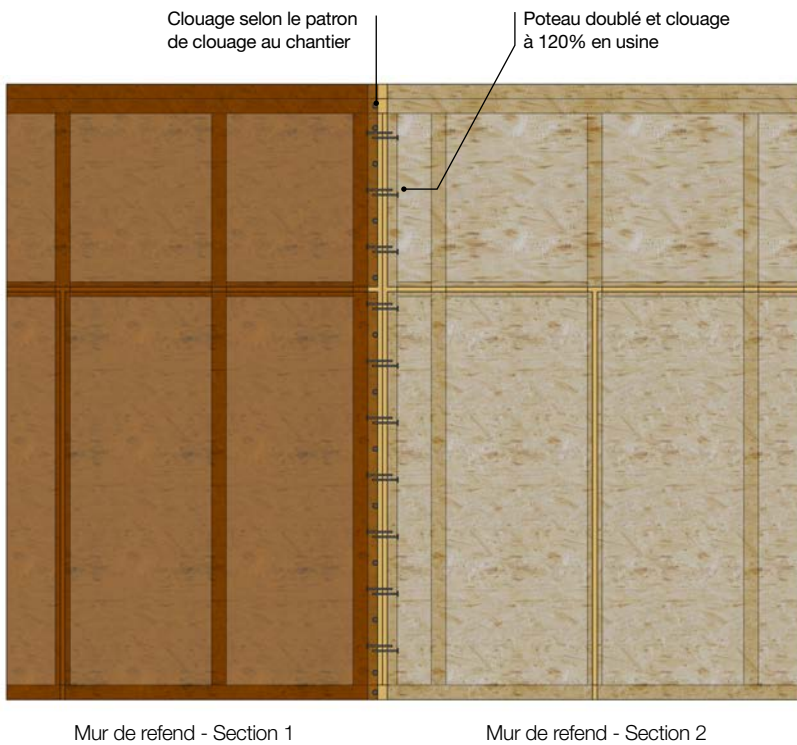 Clouage selon le patron
de clouage au chantier
Poteau doublé et clouage
à 120% en usine
Mur de refend - Section 1
Mur de refend - Section 2